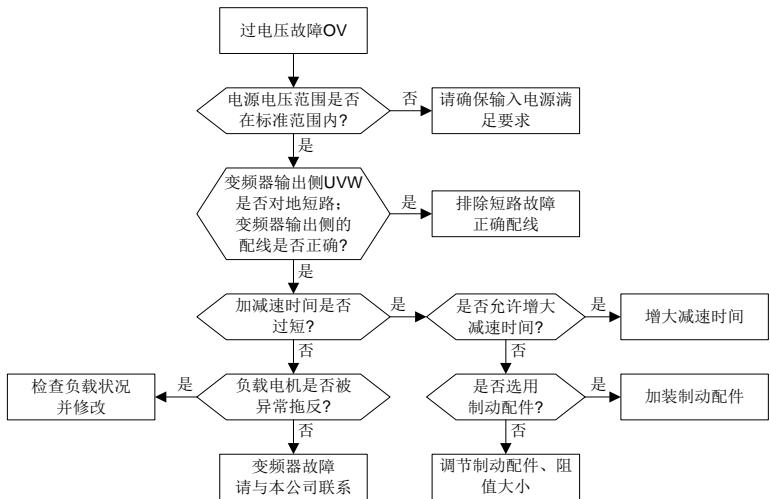 过电压故障OV
电源电压范围是否
在标准范围内?
否
请确保输入电源满
足要求
是
变频器输出侧UVW
是否对地短路；
变频器输出侧的
配线是否正确?
是
排除短路故障
正确配线
是
加减速时间是否
过短?
是
是否允许增大
减速时间?
是
增大减速时间
否
否
检查负载状况
并修改
是
负载电机是否被
异常拖反?
是否选用
制动配件?
是
加装制动配件
否
否
变频器故障
请与本公司联系
调节制动配件、阻
值大小